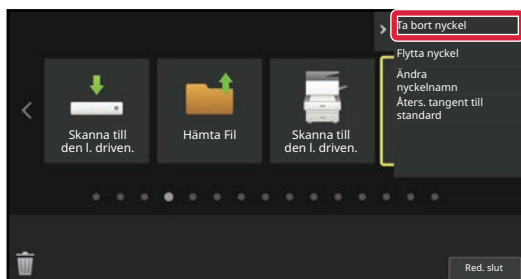 Ta bort nyckel
Flytta nyckel
Ändra
nyckelnamn
Åters. tangent till
standard
Skanna till
den l. driven.
Hämta Fil
Skanna till
den l. driven.
Red. slut